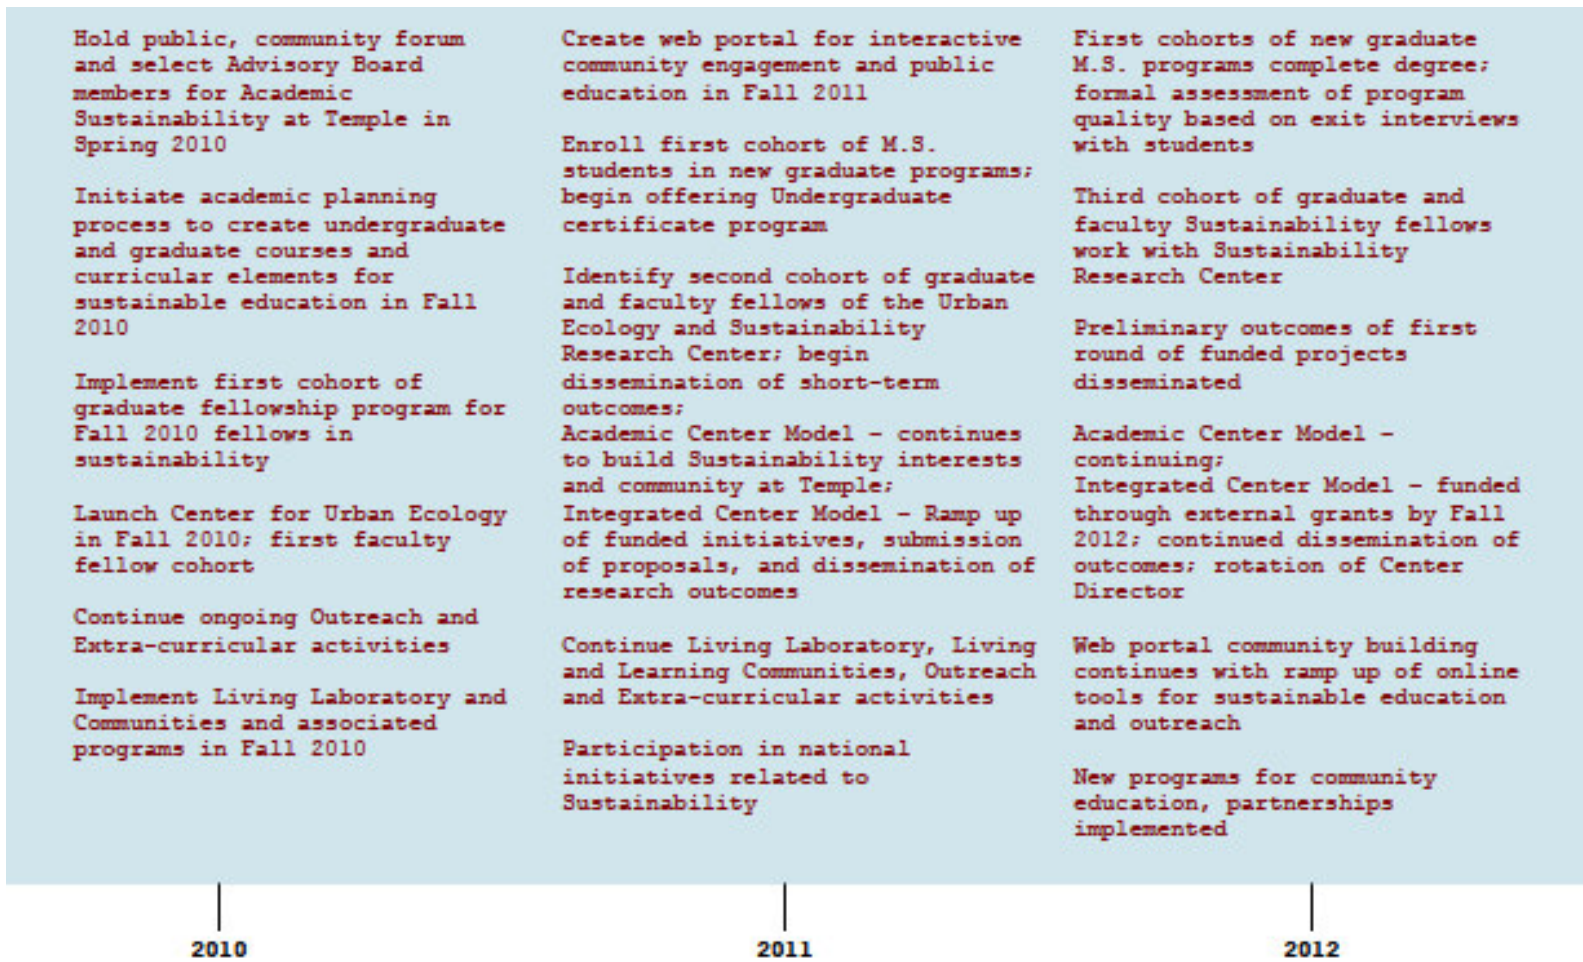 Hold public, community forum
and select Advisory Board
members for Academic
Sustainability at Temple in
Spring 2010
Initiate academic planning
process to create undergraduate
and graduate courses and
curricular elements for
sustainable education in Fall
2010
Implement first cohort of
graduate fellowship program for
Fall 2010 fellows in
sustainability
Launch Center for Urban Ecology
in Fall 2010; first faculty
fellow cohort
Continue ongoing Outreach and
Extra-curricular activities
Implement Living Laboratory and
Communities and associated
programs in Fall 2010
Create web portal for interactive
community engagement and public
education in Fall 2011
Enroll first cohort of M.S.
students in new graduate programs;
begin offering Undergraduate
certificate program
Identify second cohort of graduate
and faculty fellows of the Urban
Ecology and Sustainability
Research Center; begin
dissemination of short-term
outcomes;
Academic Center Model – continues
to build Sustainability interests
and community at Temple;
Integrated Center Model – Ramp up
of funded initiatives, submission
of proposals, and dissemination of
research outcomes
Continue Living Laboratory, Living
and Learning Communities, Outreach
and Extra-curricular activities
Participation in national
initiatives related to
Sustainability
First cohorts of new graduate
M.S. programs complete degree;
formal assessment of program
quality based on exit interviews
with students
Third cohort of graduate and
faculty Sustainability fellows
work with Sustainability
Research Center
Preliminary outcomes of first
round of funded projects
disseminated
Academic Center Model –
continuing;
Integrated Center Model – funded
through external grants by Fall
2012; continued dissemination of
outcomes; rotation of Center
Director
Web portal community building
continues with ramp up of online
tools for sustainable education
and outreach
New programs for community
education, partnerships
implemented
2010
2011
2012